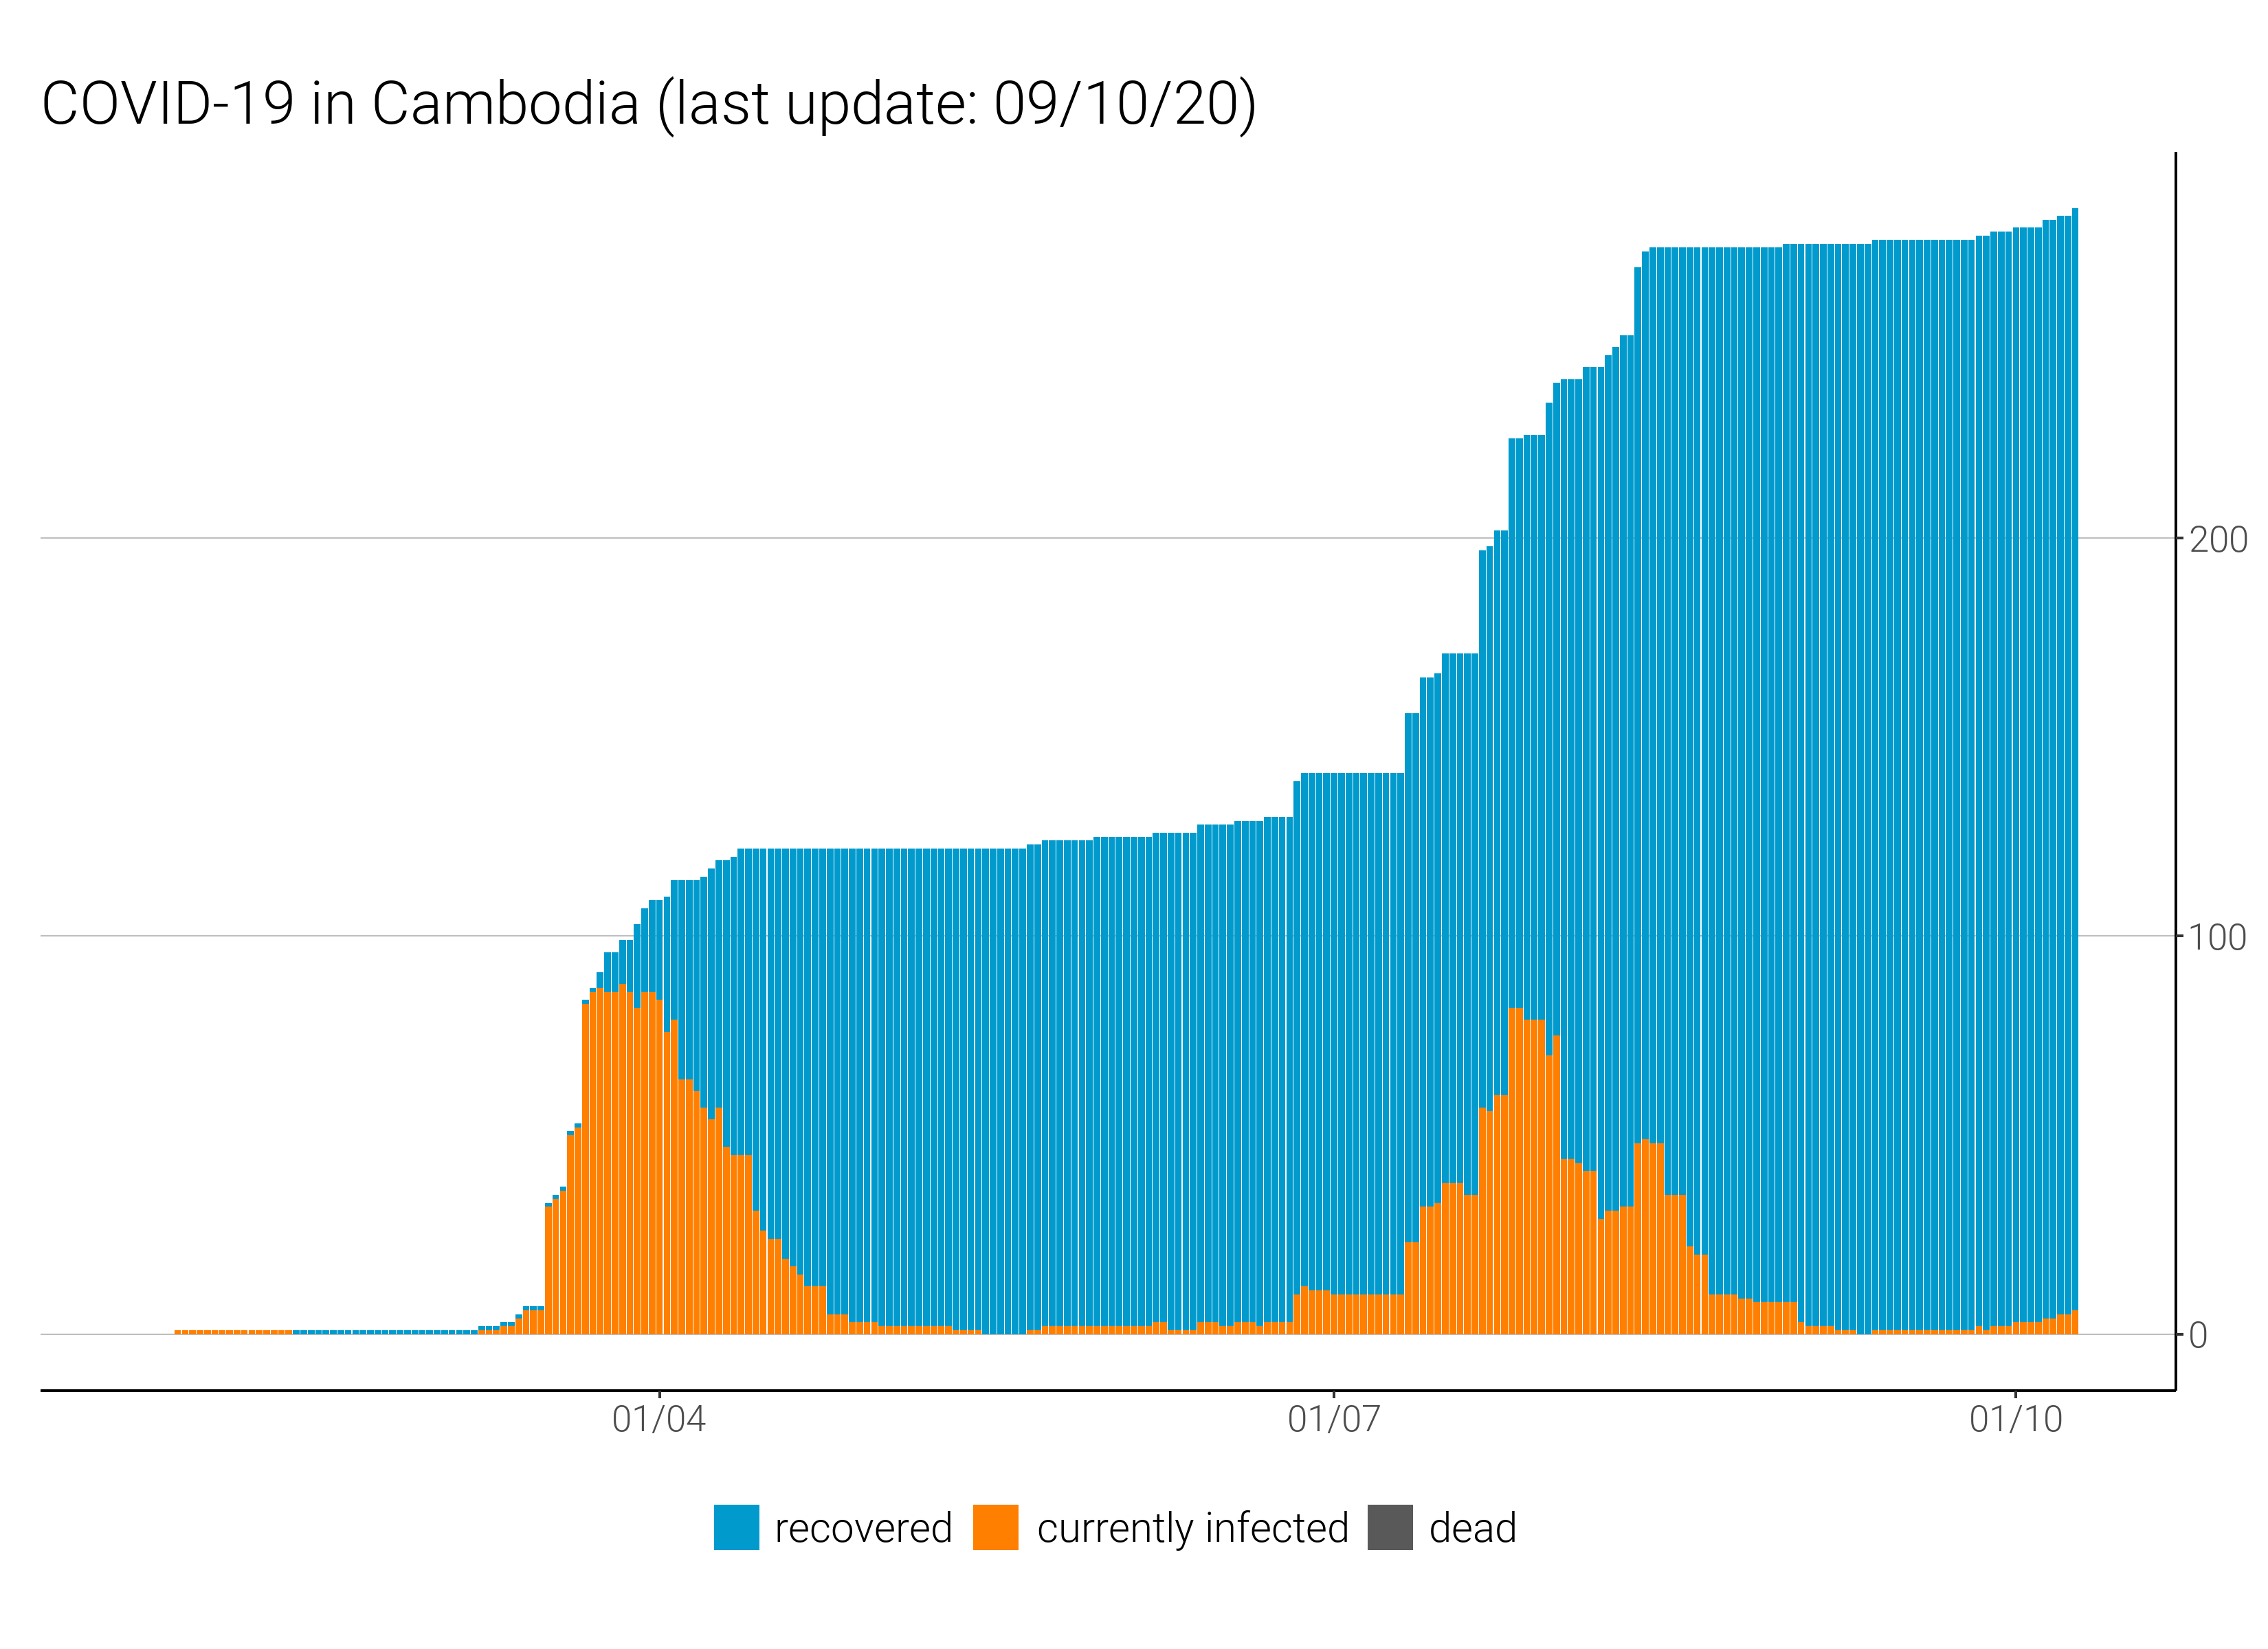 COVID-19 in Cambodia (last update: 09/10/20)
200
100
0
01/04 01/07 01/10
recovered currently infected dead